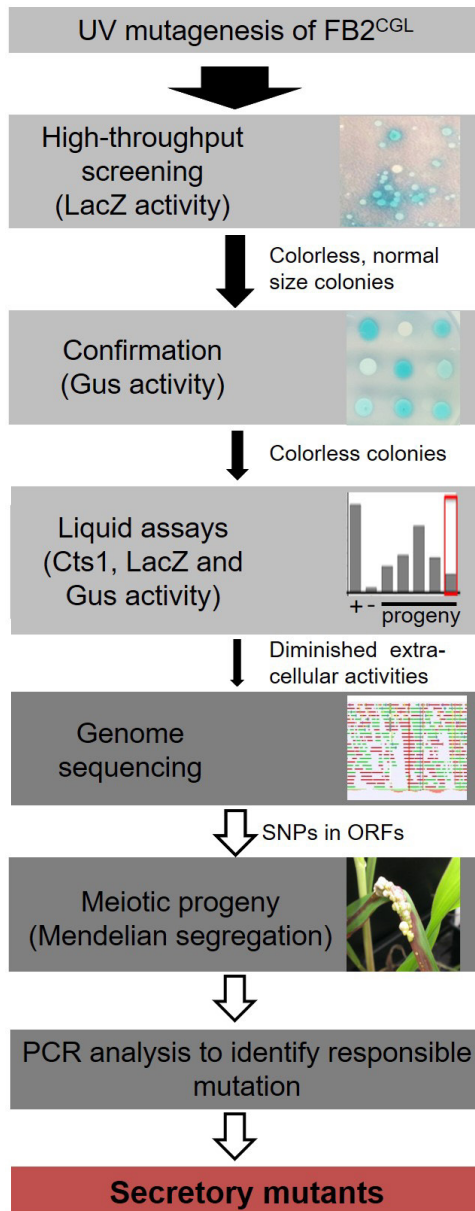 UV mutagenesis of FB2CGL
High-throughput
screening
(LacZ activity)
Colorless, normal
size colonies
Confirmation
(Gus activity)
Colorless colonies
Liquid assays
(Cts1, LacZ and
Gus activity)
+ -
progeny
Diminished extra-
cellular activities
Genome
sequencing
SNPs in ORFs
Meiotic progeny
(Mendelian segregation)
PCR analysis to identify responsible
mutation
Secretory mutants